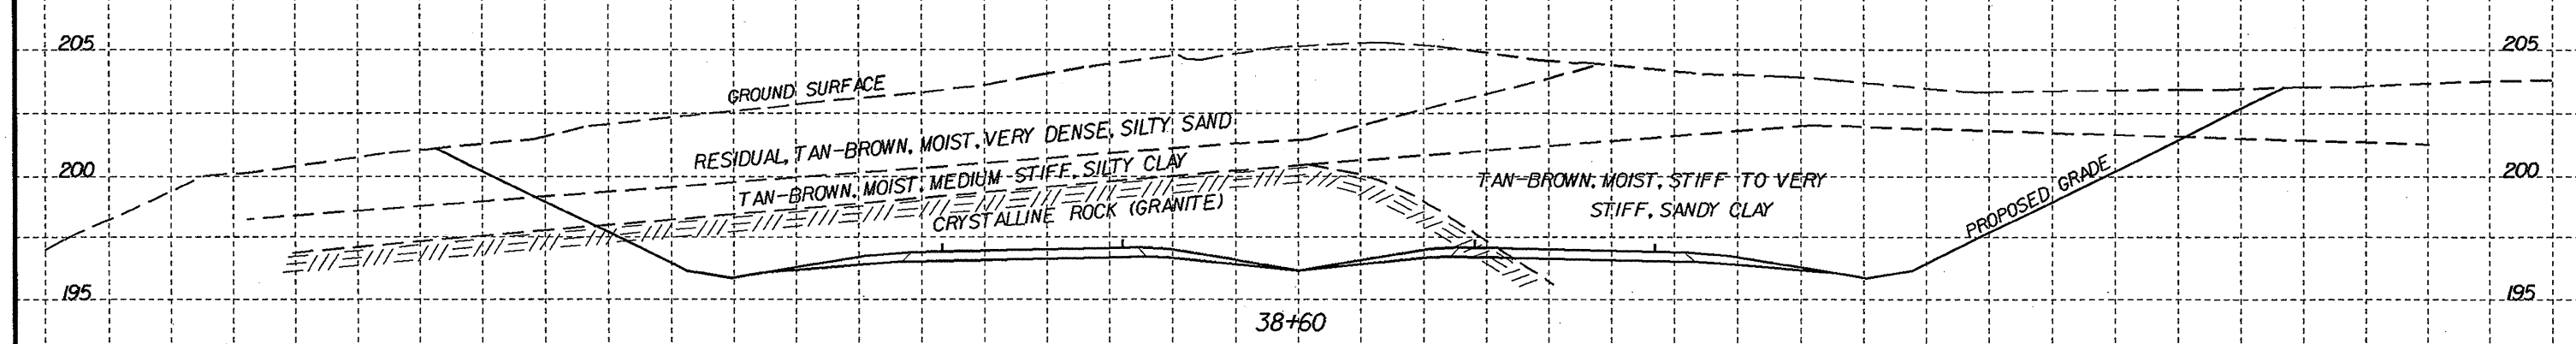 205 205
GROUND SURFACE
RESIDUAL, TAN-BROWN, MOIST, VERY DENSE, SILTY SAND
200 200
TAN-BROWN, MOIST, MEDIUM STIFF, SILTY CLAY
TAN-BROWN, MOIST, STIFF TO VERY
STIFF, SANDY CLAY
CRYSTALLINE ROCK (GRANITE)
PROPOSED GRADE
195 195
38+60